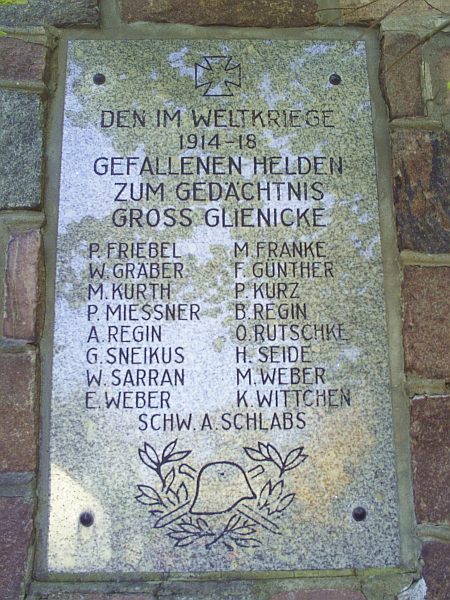 DEN IM WELTKRIEGE
1914-18
GEFALLENEN HELDEN
ZUM GEDÄCHTNIS
GROSS GLIENICKE
P. FRIEBEL M. FRANKE
W. GRÄBER F. GÜNTHER
M. KURTH P. KURZ
P. MIESSNER B. REGIN
A. REGIN O. RUTSCHKE
G. SNEIKUS H. SEIDE
W. SARRAN M. WEBER
E. WEBER K. WITTCHEN
SCHW. A. SCHLABS